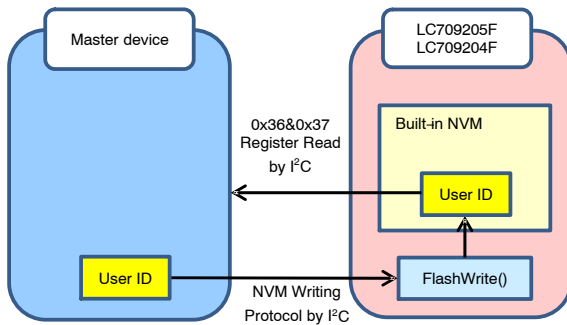 Master device
LC709205F
LC709204F
0x36&0x37
Register Read
by I²C
Built-in NVM
User ID
User ID
FlashWrite()
NVM Writing
Protocol by I²C